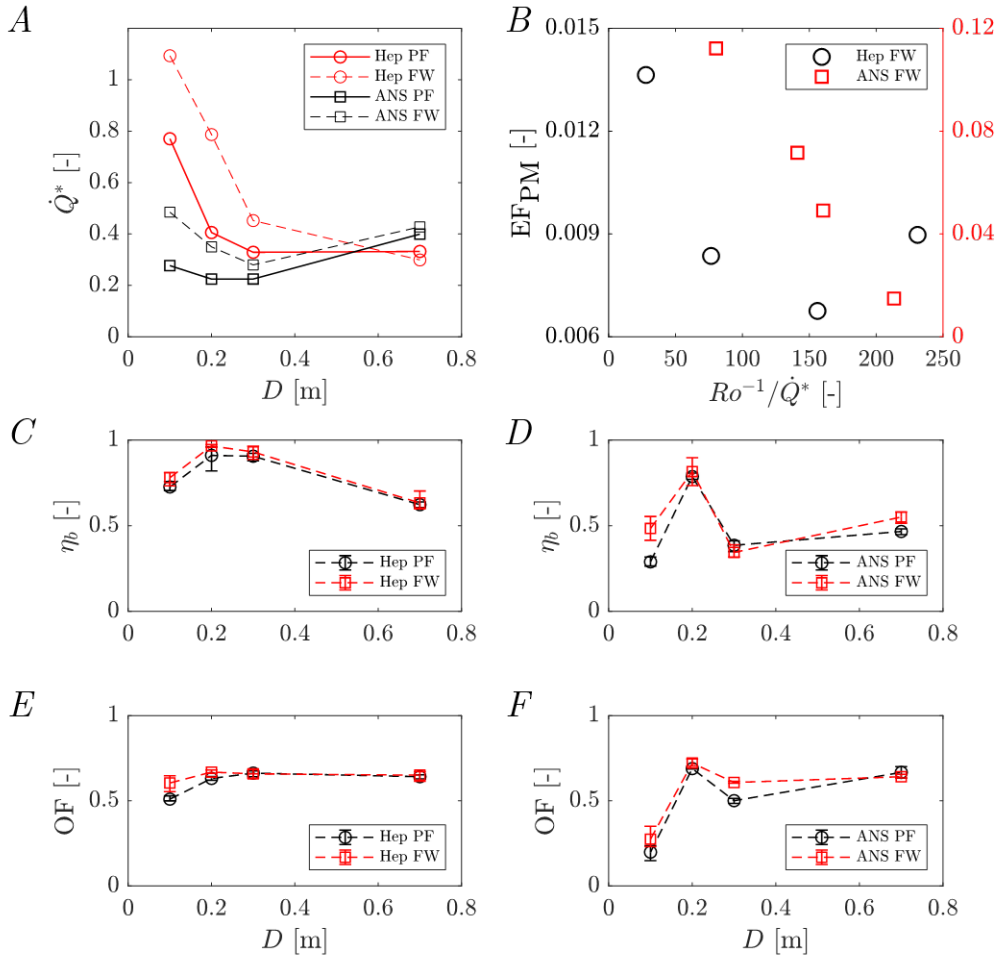 A
Hep PF
Hep FW
ANS PF
ANS FW
1
0.8
0.6
0.4
0.2
0
Q̇* [-]
0 0.2 0.4 0.6 0.8
D [m]
B
Hep FW
ANS FW
0.015
0.012
0.009
0.006
EF_PM [-]
0.12
0.08
0.04
0
0 50 100 150 200 250
Ro⁻¹/Q̇* [-]
C
1
0.5
0
η_b [-]
Hep PF
Hep FW
0 0.2 0.4 0.6 0.8
D
1
0.5
0
η_b [-]
ANS PF
ANS FW
0 0.2 0.4 0.6 0.8
E
1
0.5
0
OF [-]
Hep PF
Hep FW
0 0.2 0.4 0.6 0.8
D [m]
F
1
0.5
0
OF [-]
ANS PF
ANS FW
0 0.2 0.4 0.6 0.8
D [m]